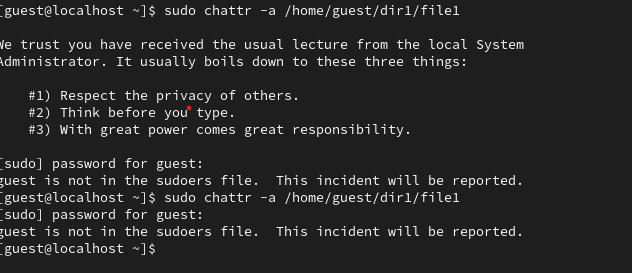 [guest@localhost ~]$ sudo chattr -a /home/guest/dir1/file1
We trust you have received the usual lecture from the local System
Administrator. It usually boils down to these three things:
#1) Respect the privacy of others.
#2) Think before you type.
#3) With great power comes great responsibility.
[sudo] password for guest:
guest is not in the sudoers file.  This incident will be reported.
[guest@localhost ~]$ sudo chattr -a /home/guest/dir1/file1
[sudo] password for guest:
guest is not in the sudoers file.  This incident will be reported.
[guest@localhost ~]$